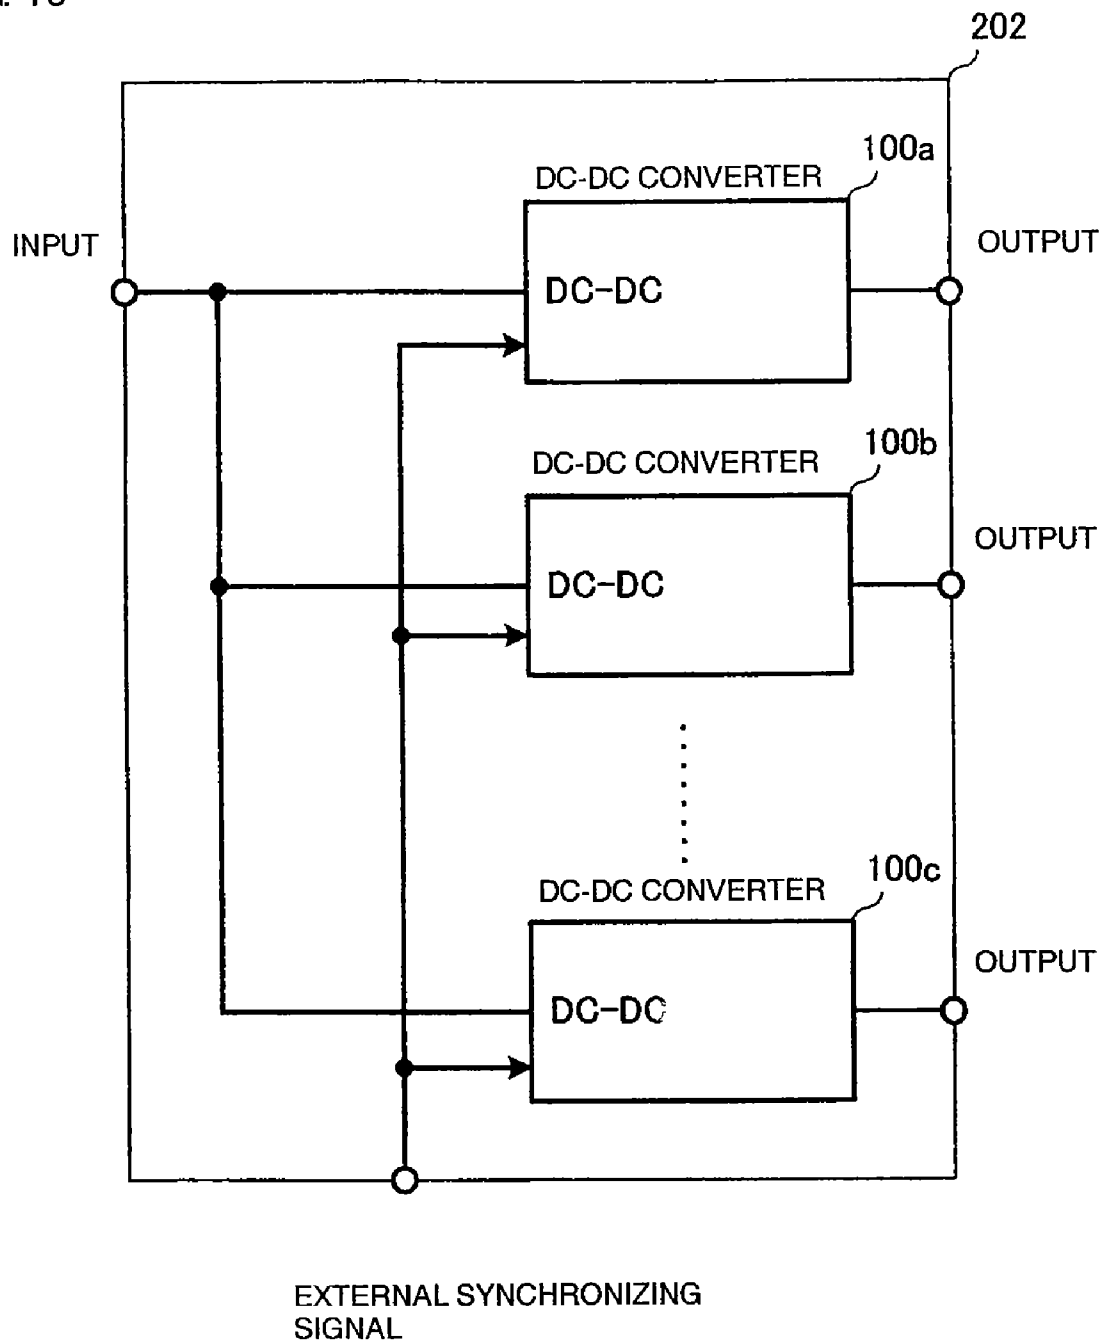 202
100a
DC-DC CONVERTER
INPUT
OUTPUT
DC-DC
100b
DC-DC CONVERTER
OUTPUT
DC-DC
100c
DC-DC CONVERTER
OUTPUT
DC-DC
EXTERNAL SYNCHRONIZING
SIGNAL